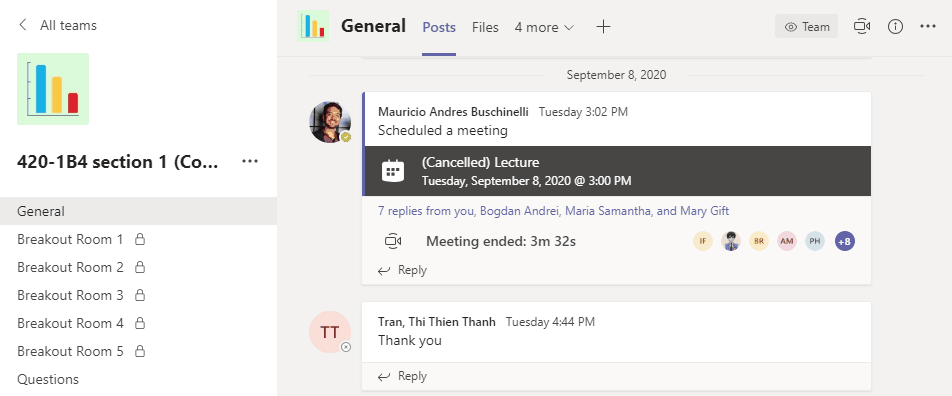 All teams
420-1B4 section 1 (Co...
General
Breakout Room 1
Breakout Room 2
Breakout Room 3
Breakout Room 4
Breakout Room 5
Questions
General Posts Files 4 more
Team
September 8, 2020
Mauricio Andres Buschinelli Tuesday 3:02 PM
Scheduled a meeting
(Cancelled) Lecture
Tuesday, September 8, 2020 @ 3:00 PM
7 replies from you, Bogdan Andrei, Maria Samantha, and Mary Gift
Meeting ended: 3m 32s IF BR AM PH +8
Reply
TT
Tran, Thi Thien Thanh Tuesday 4:44 PM
Thank you
Reply